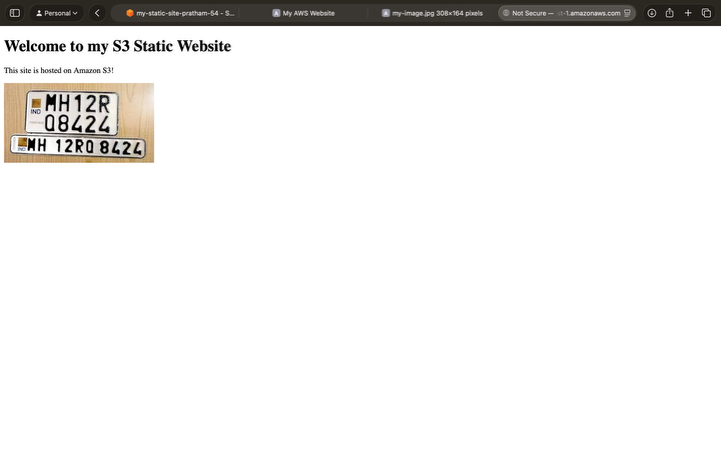 Personal
my-static-site-pratham-54 - S...
My AWS Website
my-image.jpg 308×164 pixels
Not Secure —
-1.amazonaws.com
Welcome to my S3 Static Website
This site is hosted on Amazon S3!
MH12R
IND
Q8424
IND
MH 12RQ 8424